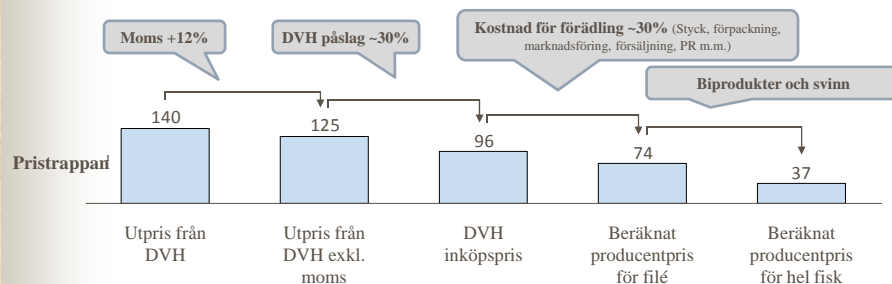 Moms +12%
DVH påslag ~30%
Kostnad för förädling ~30% (Styck, förpackning,
marknadsföring, försäljning, PR m.m.)
Biprodukter och svinn
140
125
96
74
37
Pristrappan
Utpris från
DVH
Utpris från
DVH exkl.
moms
DVH
inköpspris
Beräknat
producentpris
för filé
Beräknat
producentpris
för hel fisk